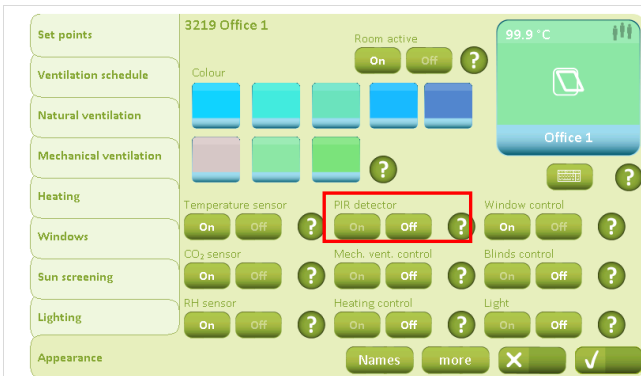 Set points
Ventilation schedule
Natural ventilation
Mechanical ventilation
Heating
Windows
Sun screening
Lighting
Appearance
3219 Office 1
Room active
On Off ?
Colour
?
99.9 °C
Office 1
?
Temperature sensor PIR detector Window control
On Off ? On Off ? On Off ?
CO₂ sensor Mech. vent. control Blinds control
On Off ? On Off ? On Off ?
RH sensor Heating control Light
On Off ? On Off ? On Off ?
Names more